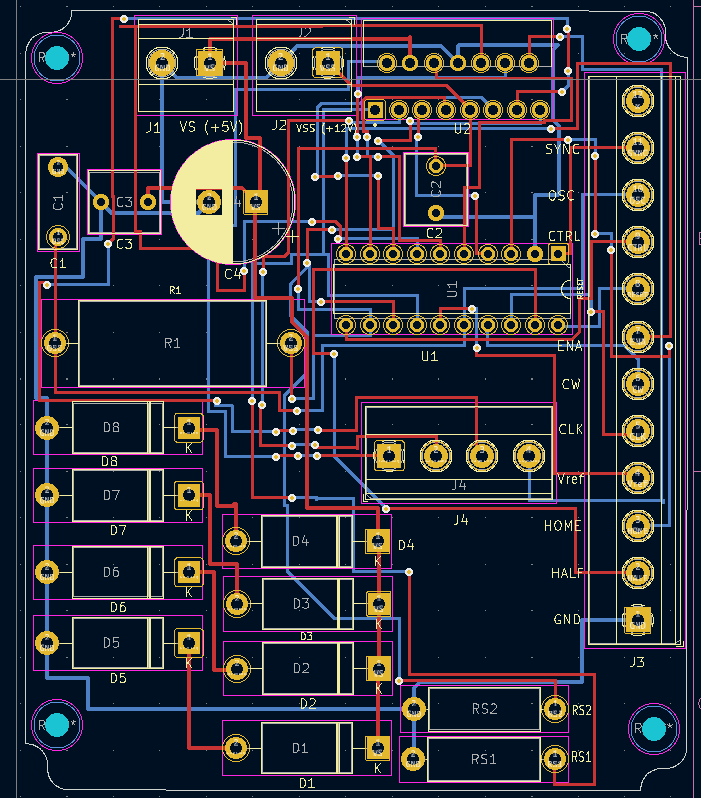 J1
J2
J1
VS (+5V)
J2
VSS (+12V)
U2
SYNC
C1
C3
C3
C2
C2
OSC
CTRL
C1
C4
U1
RESET
U1
R1
R1
ENA
CW
CLK
Vref
HOME
HALF
GND
J3
D8
D8
K
D7
D7
K
D6
D6
K
D5
D5
K
J4
J4
D4
D4
K
D3
D3
K
D2
D2
K
D1
D1
K
RS2
RS2
RS1
RS1